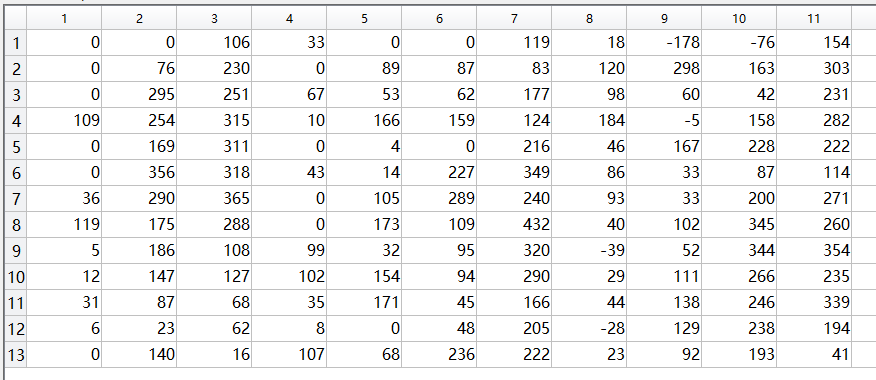 1 2 3 4 5 6 7 8 9 10 11
1 0 0 106 33 0 0 119 18 -178 -76 154
2 0 76 230 0 89 87 83 120 298 163 303
3 0 295 251 67 53 62 177 98 60 42 231
4 109 254 315 10 166 159 124 184 -5 158 282
5 0 169 311 0 4 0 216 46 167 228 222
6 0 356 318 43 14 227 349 86 33 87 114
7 36 290 365 0 105 289 240 93 33 200 271
8 119 175 288 0 173 109 432 40 102 345 260
9 5 186 108 99 32 95 320 -39 52 344 354
10 12 147 127 102 154 94 290 29 111 266 235
11 31 87 68 35 171 45 166 44 138 246 339
12 6 23 62 8 0 48 205 -28 129 238 194
13 0 140 16 107 68 236 222 23 92 193 41